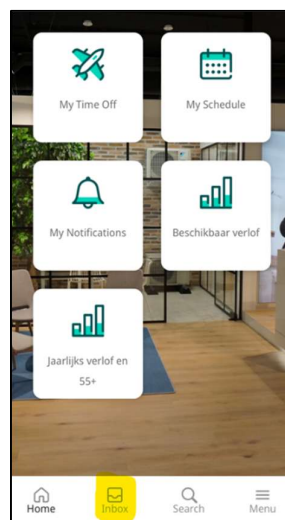 My Time Off
My Schedule
My Notifications
Beschikbaar verlof
Jaarlijks verlof en
55+
Home
Inbox
Search
Menu